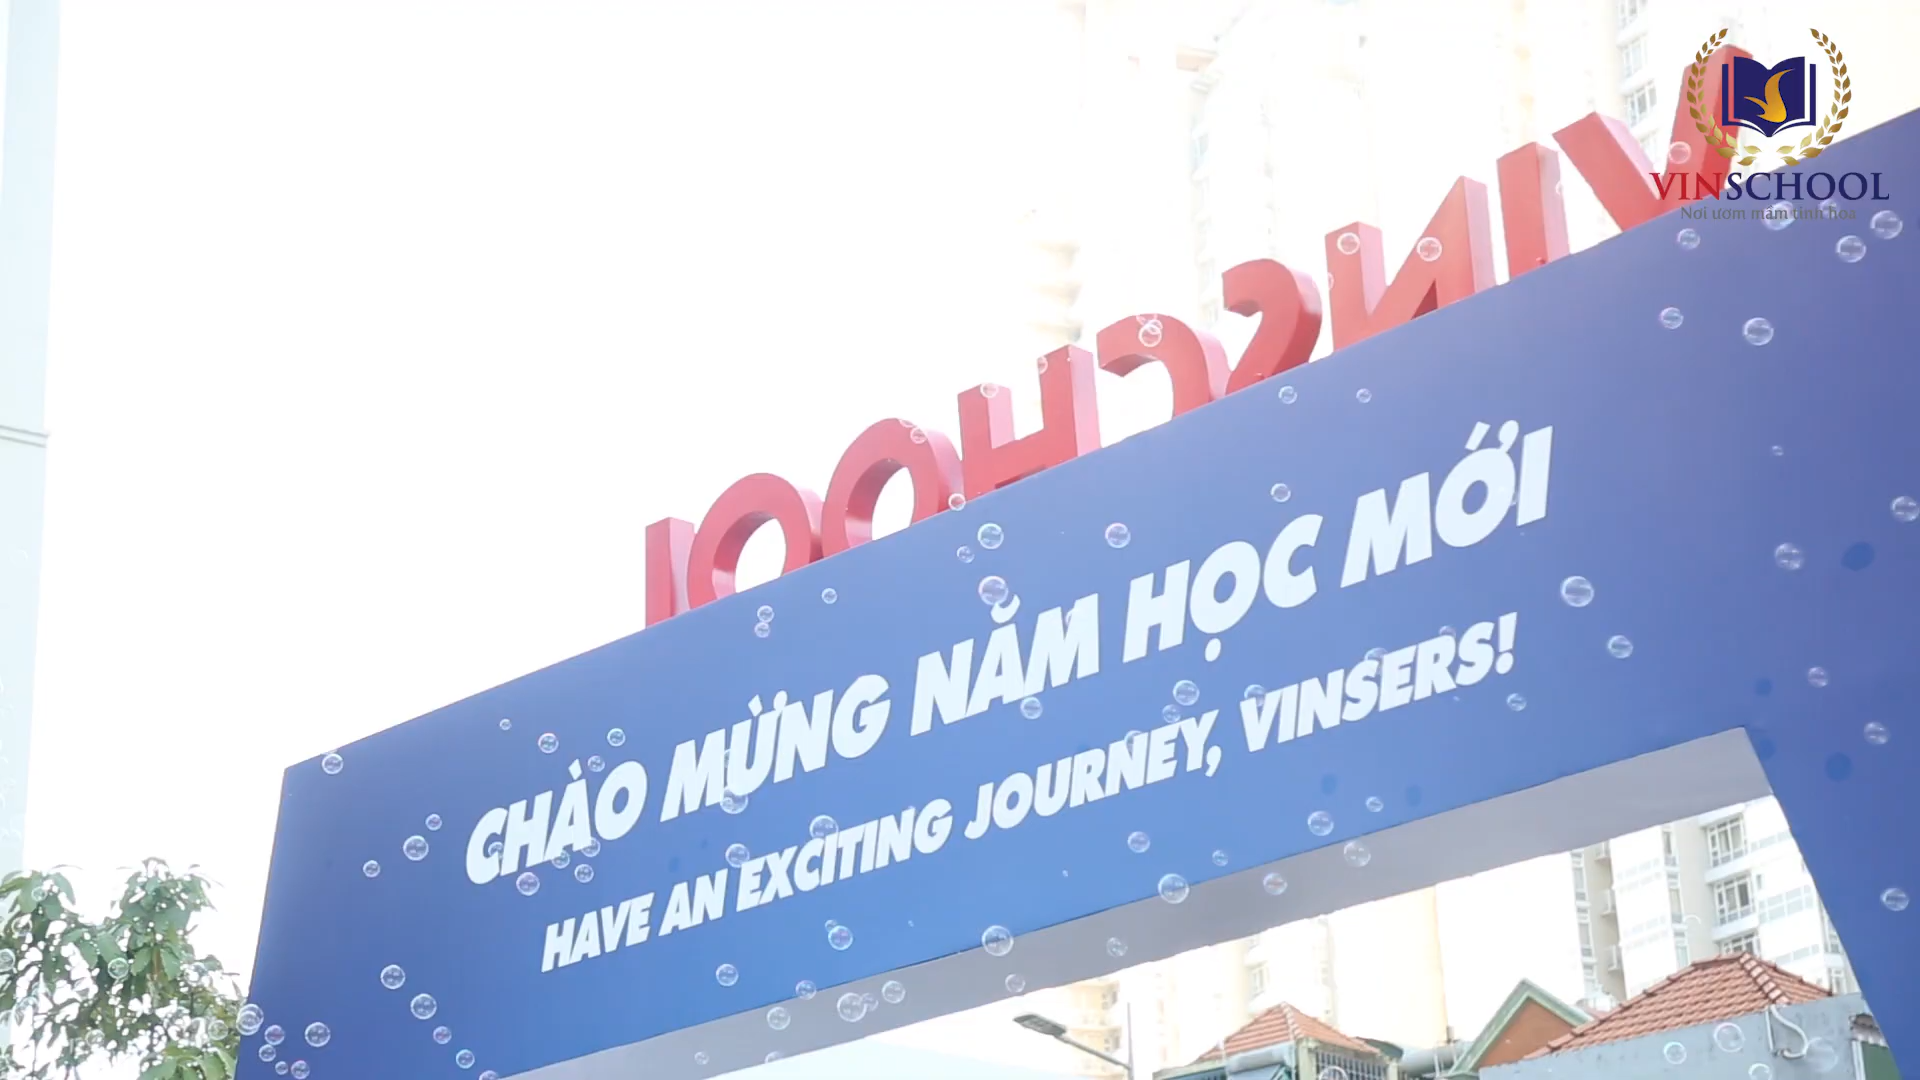 VINSCHOOL
Nơi ươm mầm tinh hoa
VINSCHOOL
CHÀO MỪNG NĂM HỌC MỚI
HAVE AN EXCITING JOURNEY, VINSERS!